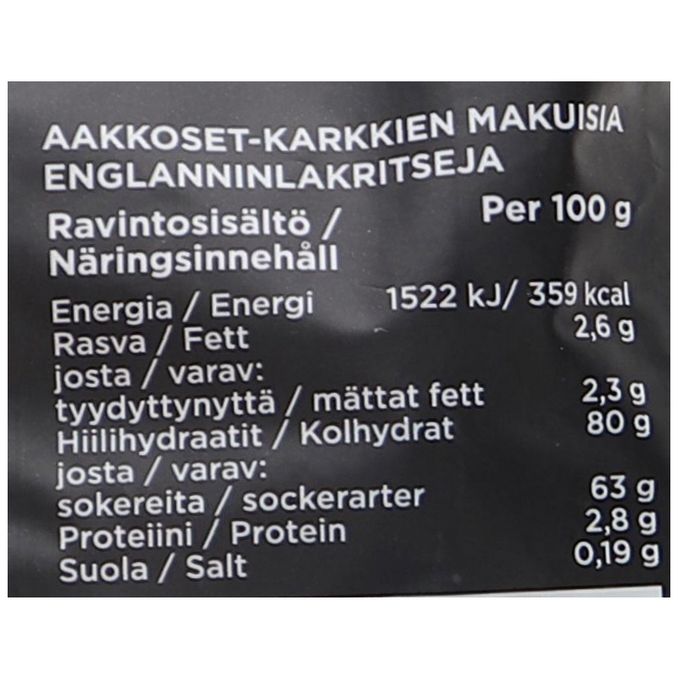 AAKKOSET-KARKKIEN MAKUISIA
ENGLANNINLAKRITSEJA
Ravintosisältö / Per 100 g
Näringsinnehåll
Energia / Energi 1522 kJ/ 359 kcal
Rasva / Fett 2,6 g
josta / varav:
tyydyttynyttä / mättat fett 2,3 g
Hiilihydraatit / Kolhydrat 80 g
josta / varav:
sokereita / sockerarter 63 g
Proteiini / Protein 2,8 g
Suola / Salt 0,19 g